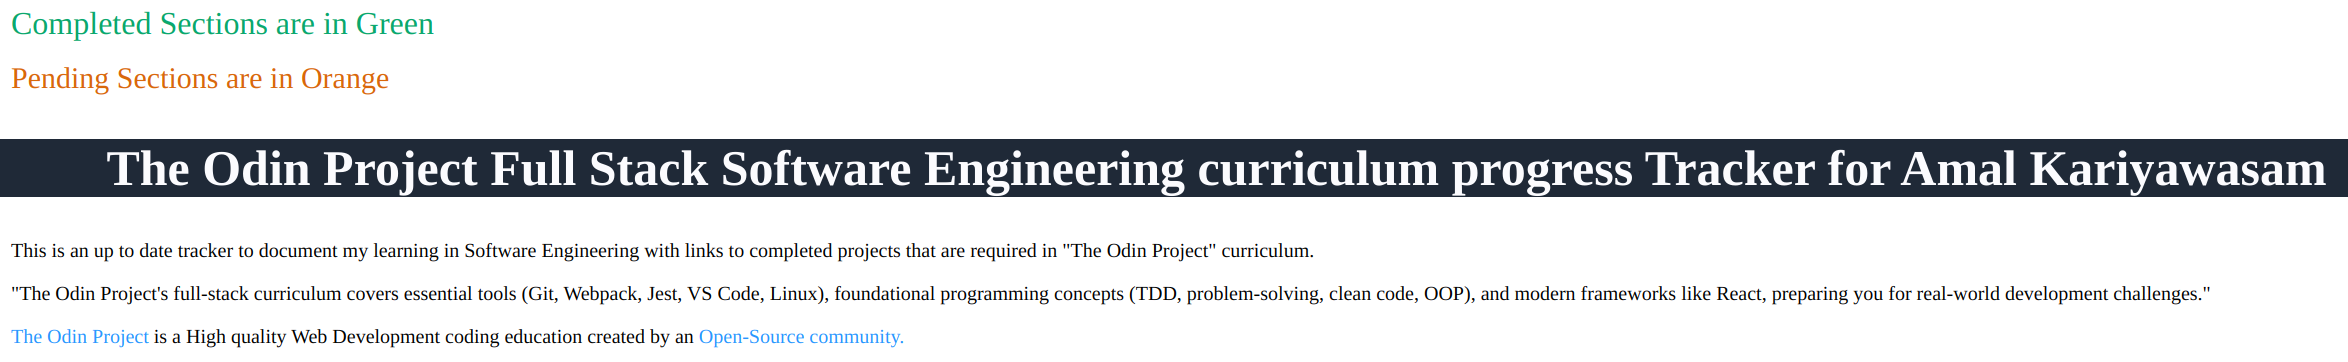 Completed Sections are in Green
Pending Sections are in Orange
The Odin Project Full Stack Software Engineering curriculum progress Tracker for Amal Kariyawasam
This is an up to date tracker to document my learning in Software Engineering with links to completed projects that are required in "The Odin Project" curriculum.
"The Odin Project's full-stack curriculum covers essential tools (Git, Webpack, Jest, VS Code, Linux), foundational programming concepts (TDD, problem-solving, clean code, OOP), and modern frameworks like React, preparing you for real-world development challenges."
The Odin Project is a High quality Web Development coding education created by an Open-Source community.